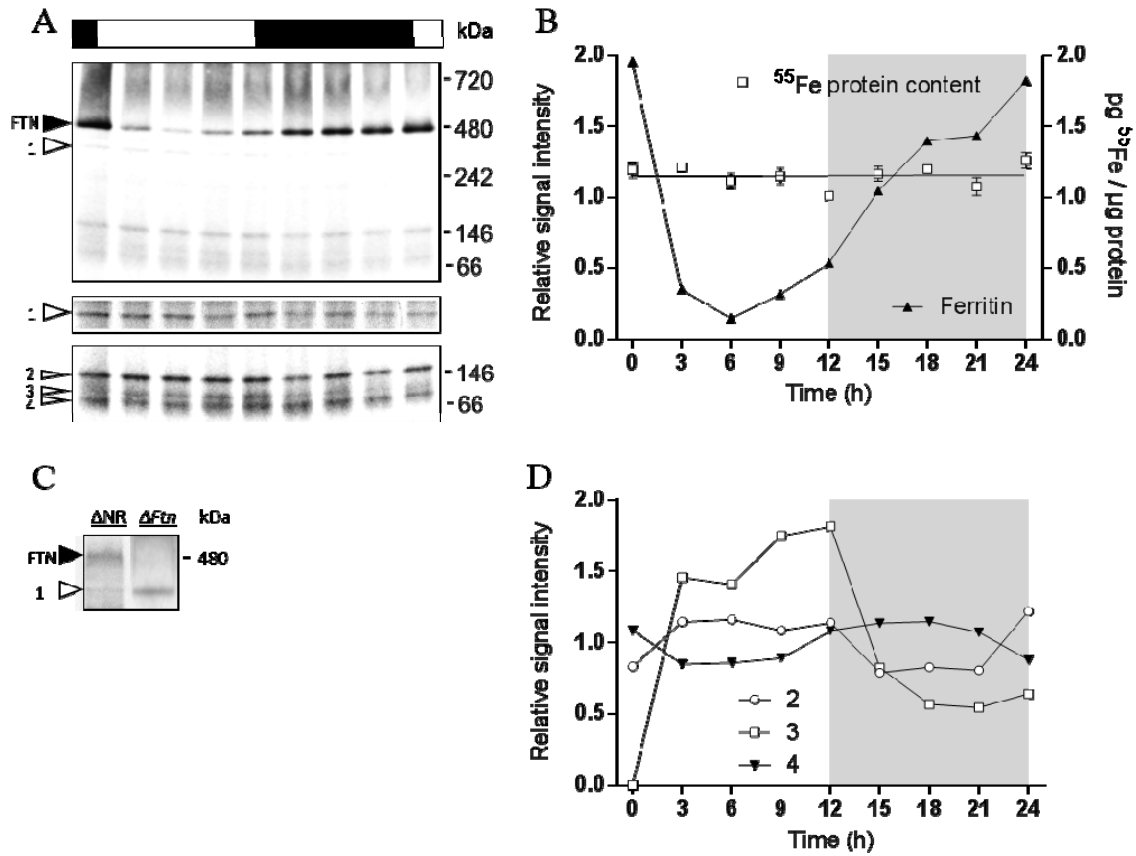 A
kDa
FTN
720
480
242
146
66
2
3
2
146
66
B
2.0
1.5
1.0
0.5
0.0
Relative signal intensity
⁵⁵Fe protein content
Ferritin
2.0
1.5
1.0
0.5
0.0
pg ⁵⁵Fe / µg protein
0 3 6 9 12 15 18 21 24
Time (h)
C
ΔNR ΔFtn kDa
FTN
480
1
D
2.0
1.5
1.0
0.5
0.0
Relative signal intensity
2
3
4
0 3 6 9 12 15 18 21 24
Time (h)